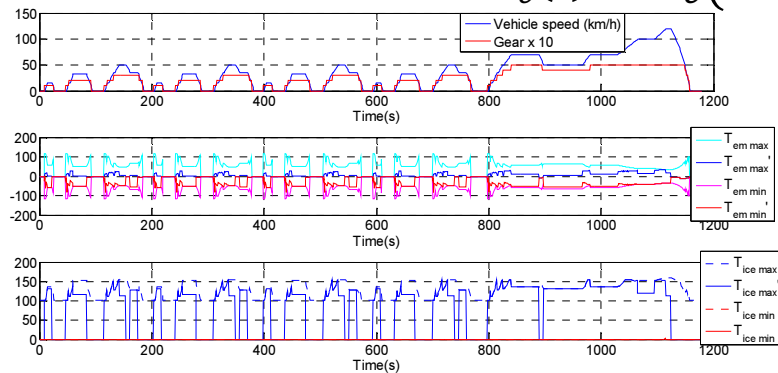 150
Vehicle speed (km/h)
Gear x 10
100
50
0
0 200 400 600 800 1000 1200
Time(s)
200
100
0
-100
-200
T em max
T em max'
T em min
T em min'
0 200 400 600 800 1000 1200
Time(s)
200
150
100
50
0
T ice max
T ice max'
T ice min
T ice min
0 200 400 600 800 1000 1200
Time(s)